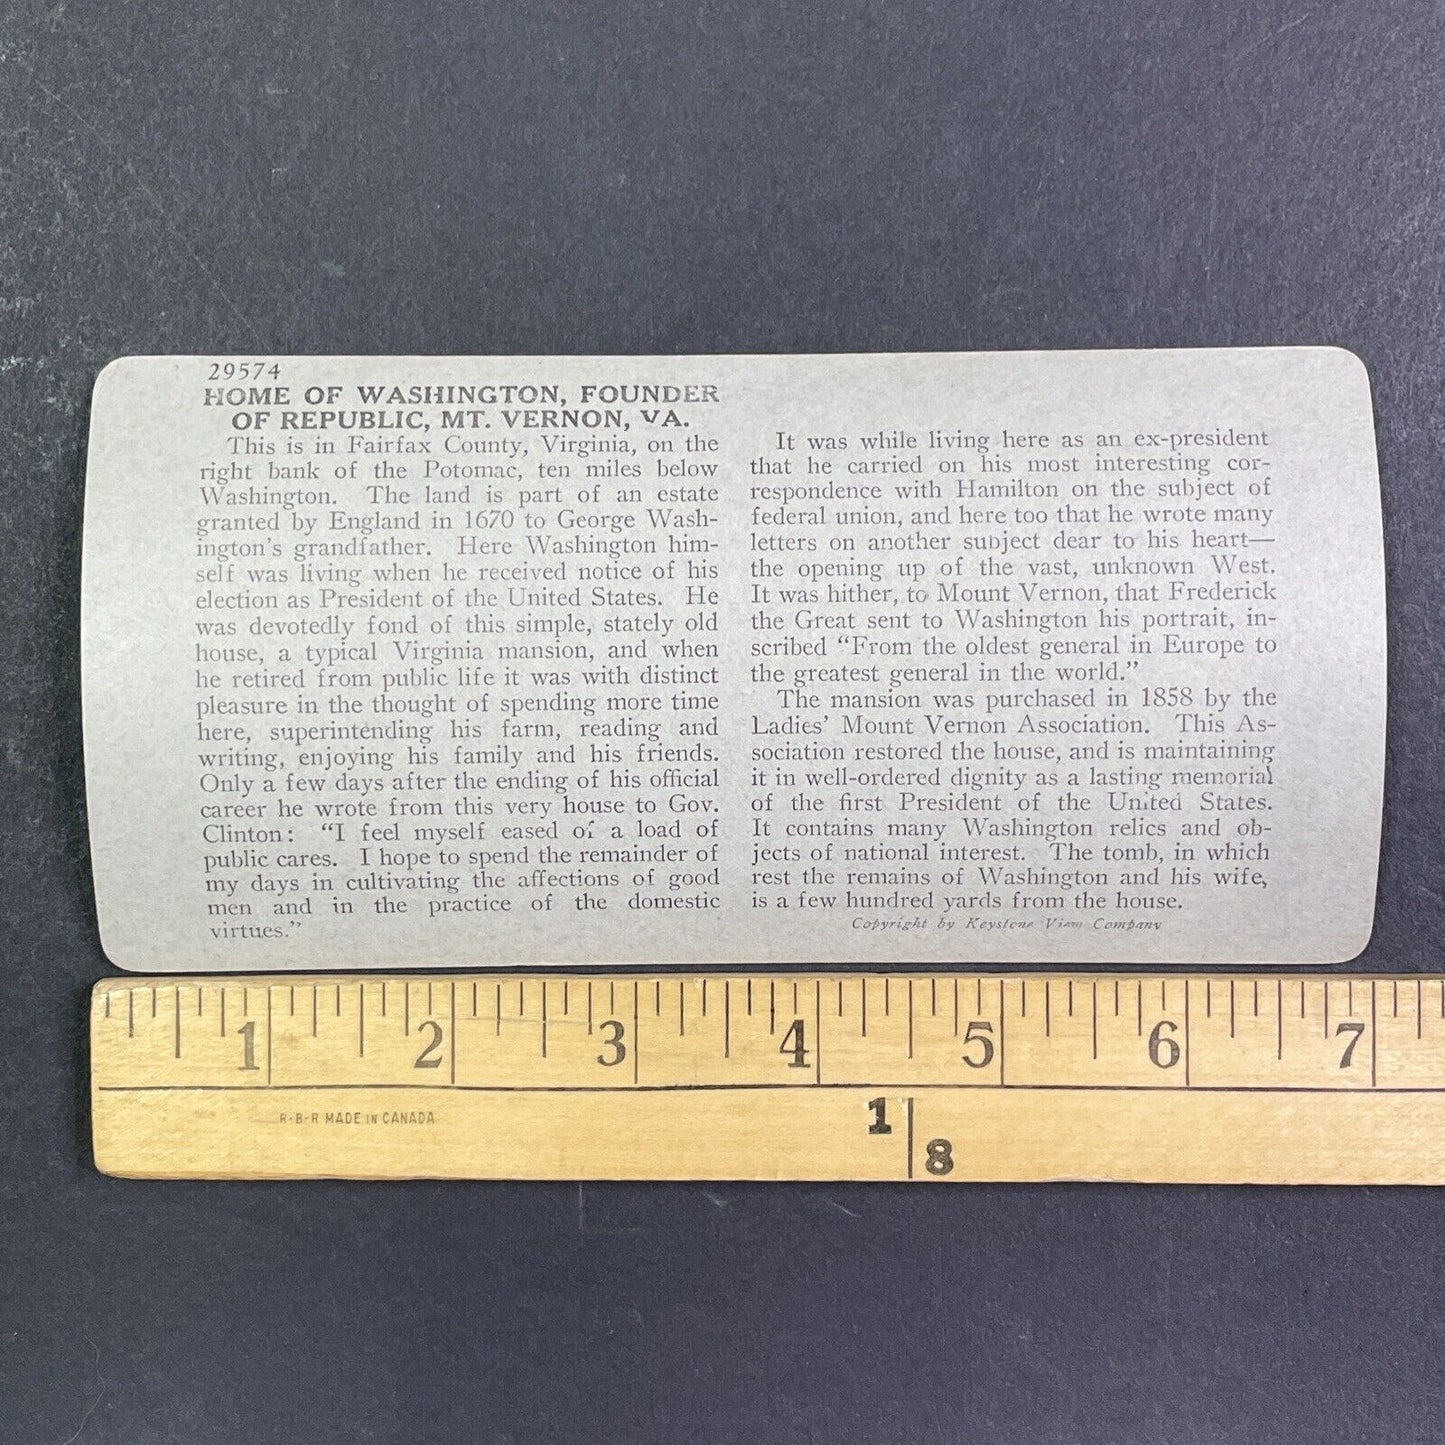 29574
HOME OF WASHINGTON, FOUNDER
OF REPUBLIC, MT. VERNON, VA.
This is in Fairfax County, Virginia, on the
right bank of the Potomac, ten miles below
Washington. The land is part of an estate
granted by England in 1670 to George Wash-
ington's grandfather. Here Washington him-
self was living when he received notice of his
election as President of the United States. He
was devotedly fond of this simple, stately old
house, a typical Virginia mansion, and when
he retired from public life it was with distinct
pleasure in the thought of spending more time
here, superintending his farm, reading and
writing, enjoying his family and his friends.
Only a few days after the ending of his official
career he wrote from this very house to Gov.
Clinton: "I feel myself eased of a load of
public cares. I hope to spend the remainder of
my days in cultivating the affections of good
men and in the practice of the domestic
virtues."
It was while living here as an ex-president
that he carried on his most interesting cor-
respondence with Hamilton on the subject of
federal union, and here too that he wrote many
letters on another subject dear to his heart—
the opening up of the vast, unknown West.
It was hither, to Mount Vernon, that Frederick
the Great sent to Washington his portrait, in-
scribed "From the oldest general in Europe to
the greatest general in the world."
The mansion was purchased in 1858 by the
Ladies' Mount Vernon Association. This As-
sociation restored the house, and is maintaining
it in well-ordered dignity as a lasting memorial
of the first President of the United States.
It contains many Washington relics and ob-
jects of national interest. The tomb, in which
rest the remains of Washington and his wife,
is a few hundred yards from the house.
Copyright by Keystone View Company
1 2 3 4 5 6 7
R-B-R MADE IN CANADA
1 8